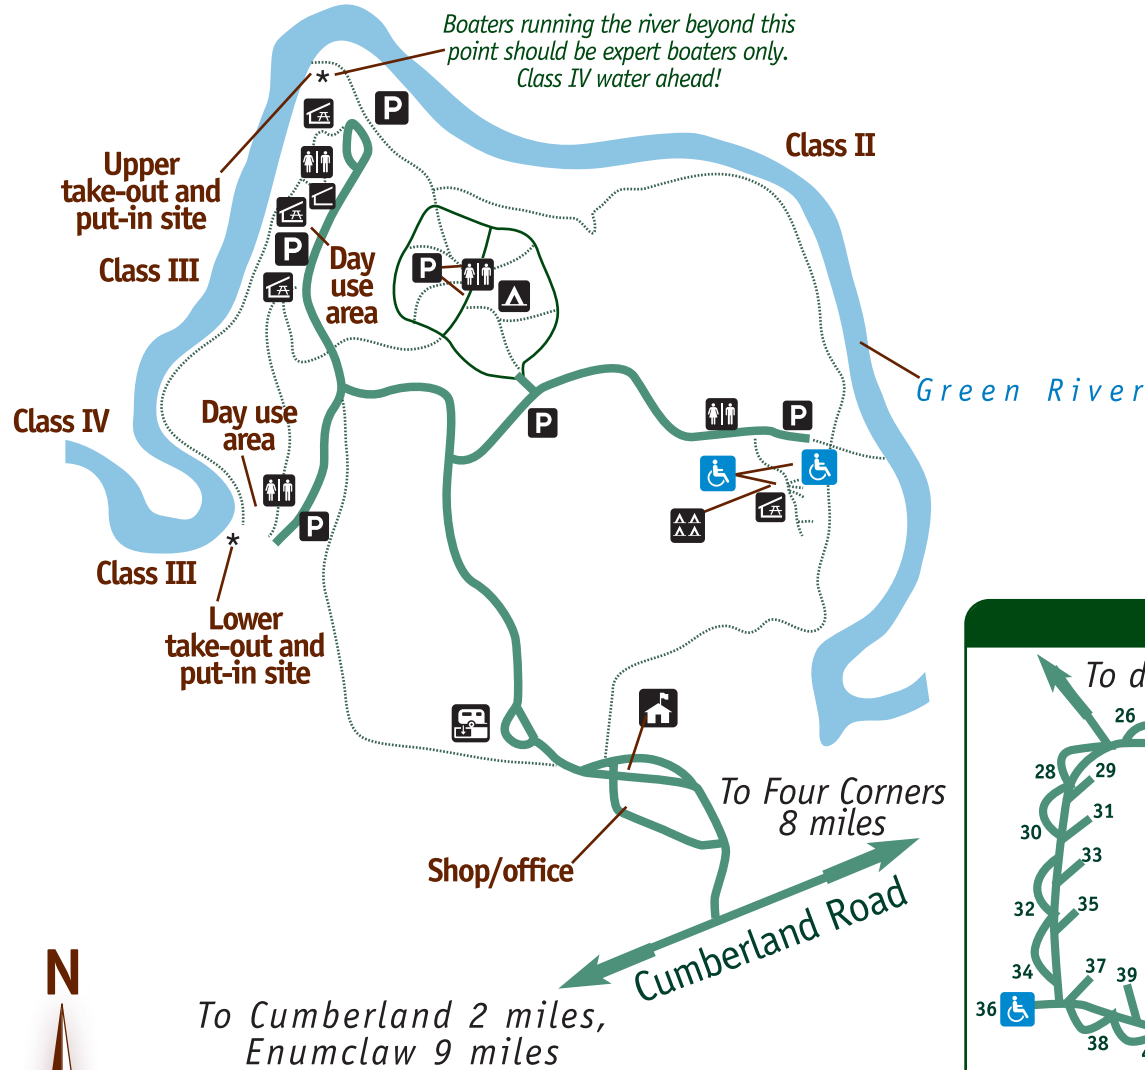 Boaters running the river beyond this
point should be expert boaters only.
Class IV water ahead!
*
P
Class II
Upper
take-out and
put-in site
Class III
P
Day
use
area
P
Green River
Class IV
Day use
area
P
P
P
*
Class III
Lower
take-out and
put-in site
To d
26
28
29
To Four Corners
8 miles
30
31
33
Shop/office
32
35
Cumberland Road
34
37
39
36
38
N
To Cumberland 2 miles,
Enumclaw 9 miles